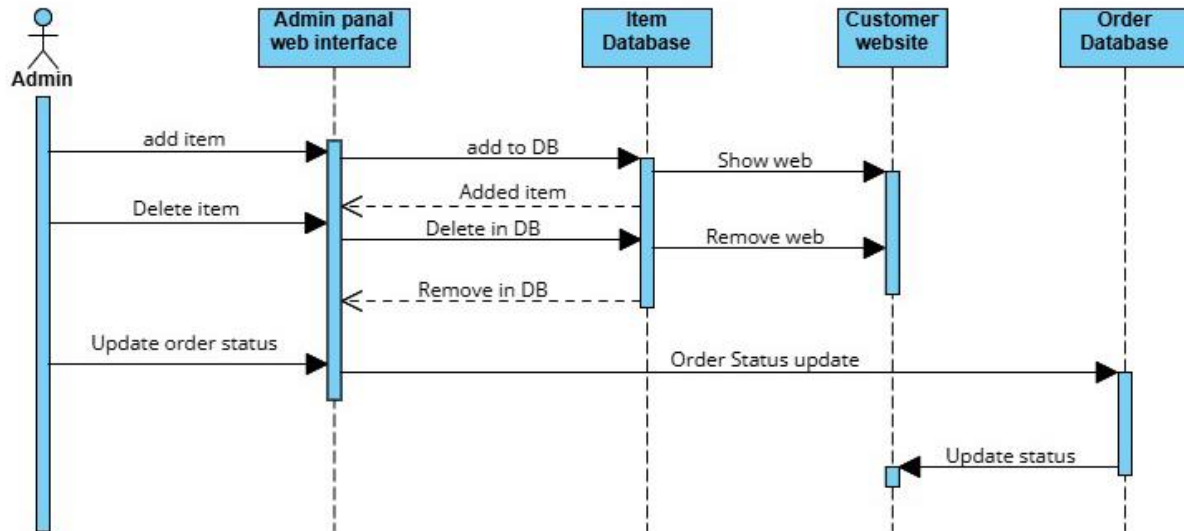 Admin panal
web interface
Item
Database
Customer
website
Order
Database
Admin
add item
add to DB
Show web
Added item
Delete item
Delete in DB
Remove web
Remove in DB
Update order status
Order Status update
Update status